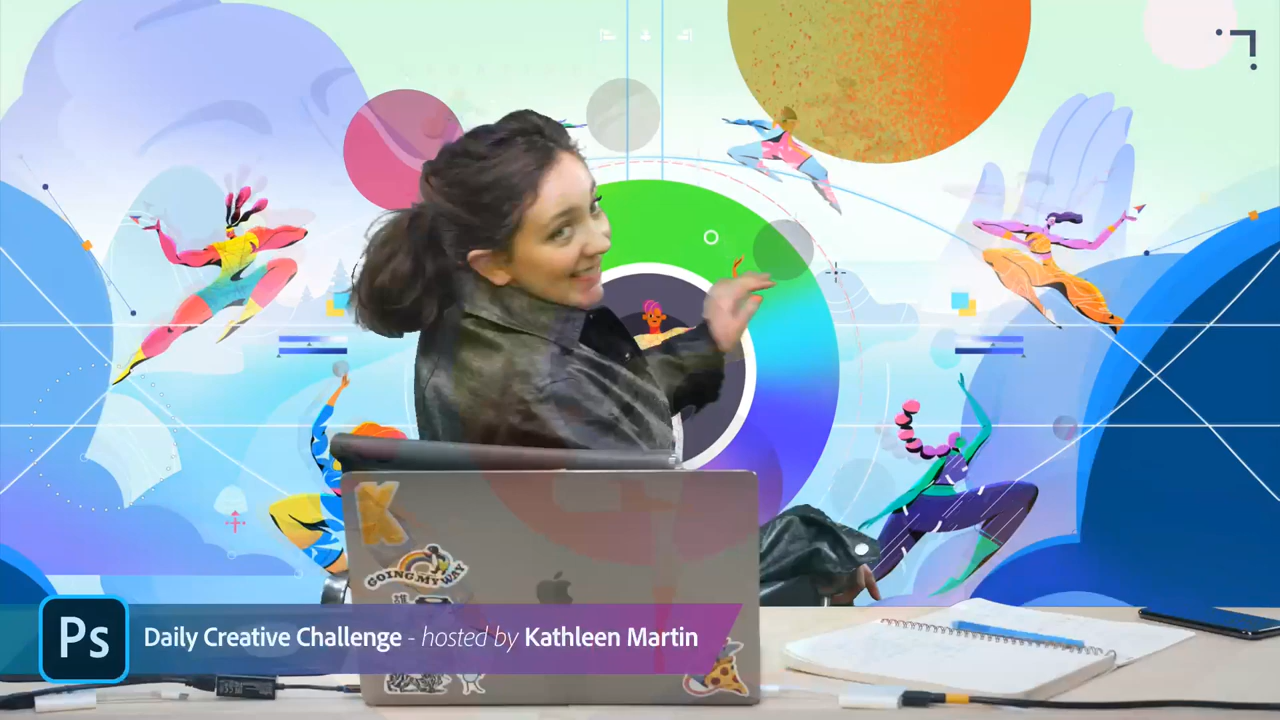 K
GOING MY WAY
Ps
Daily Creative Challenge - hosted by Kathleen Martin